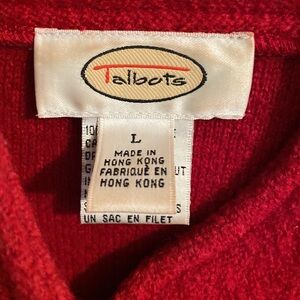 Talbots
L
MADE IN
HONG KONG
FABRIQUÉ EN
HONG KONG
UN SAC EN FILET